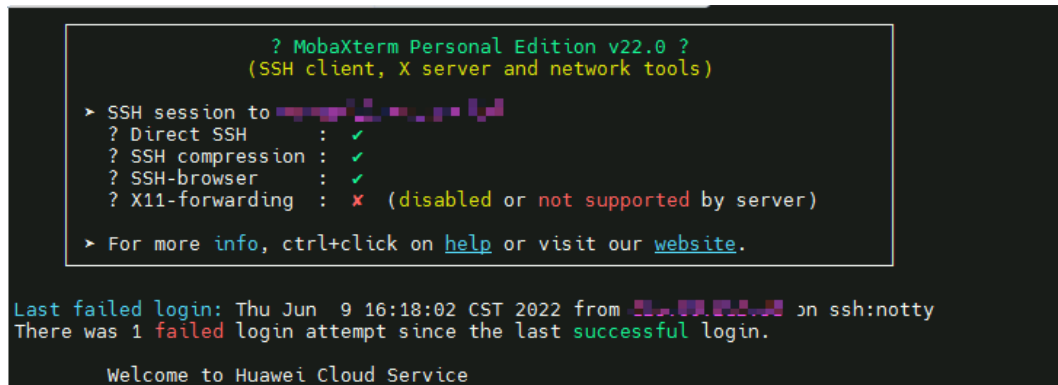 ? MobaXterm Personal Edition v22.0 ?
(SSH client, X server and network tools)
➤ SSH session to
? Direct SSH : ✔
? SSH compression : ✔
? SSH-browser : ✔
? X11-forwarding : ✘ (disabled or not supported by server)
➤ For more info, ctrl+click on help or visit our website.
Last failed login: Thu Jun 9 16:18:02 CST 2022 from on ssh:notty
There was 1 failed login attempt since the last successful login.
Welcome to Huawei Cloud Service